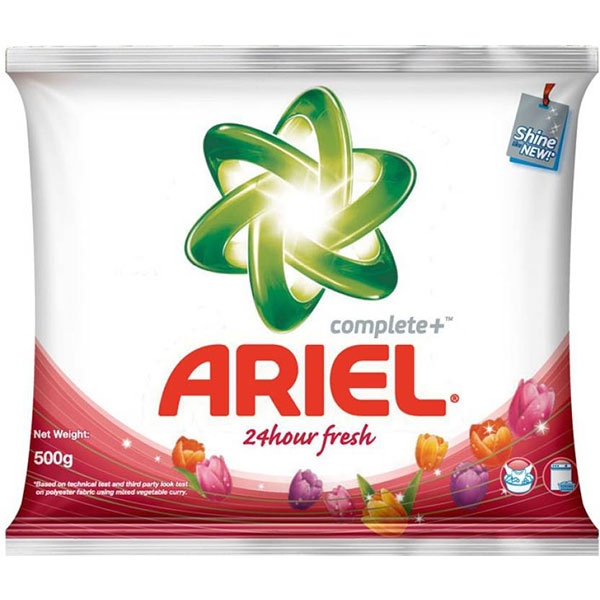 Shine
NEW!*
complete+™
ARIEL®
24hour fresh
Net Weight:
500g
*Based on technical test and third party look test
on polyester fabric using mixed vegetable curry.